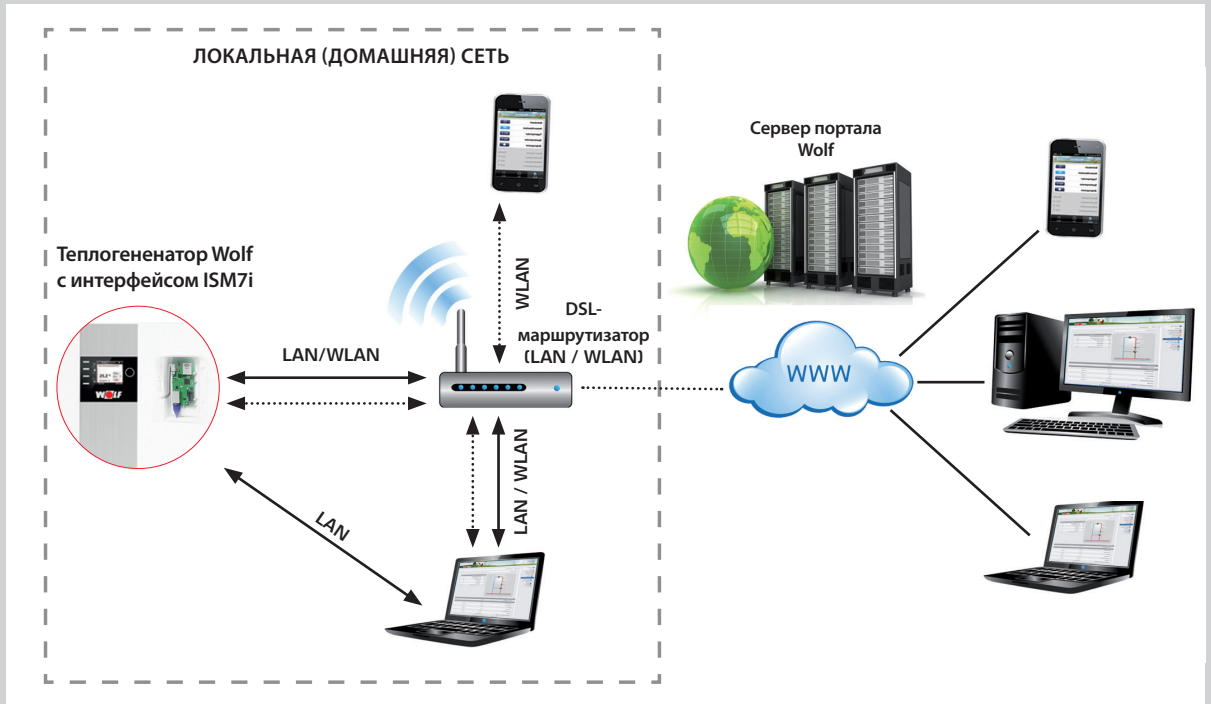 ЛОКАЛЬНАЯ (ДОМАШНЯЯ) СЕТЬ
Сервер портала
Wolf
Теплогененатор Wolf
с интерфейсом ISM7i
WLAN
DSL-
маршрутизатор
(LAN / WLAN)
LAN/WLAN
WWW
WOLF
LAN / WLAN
LAN